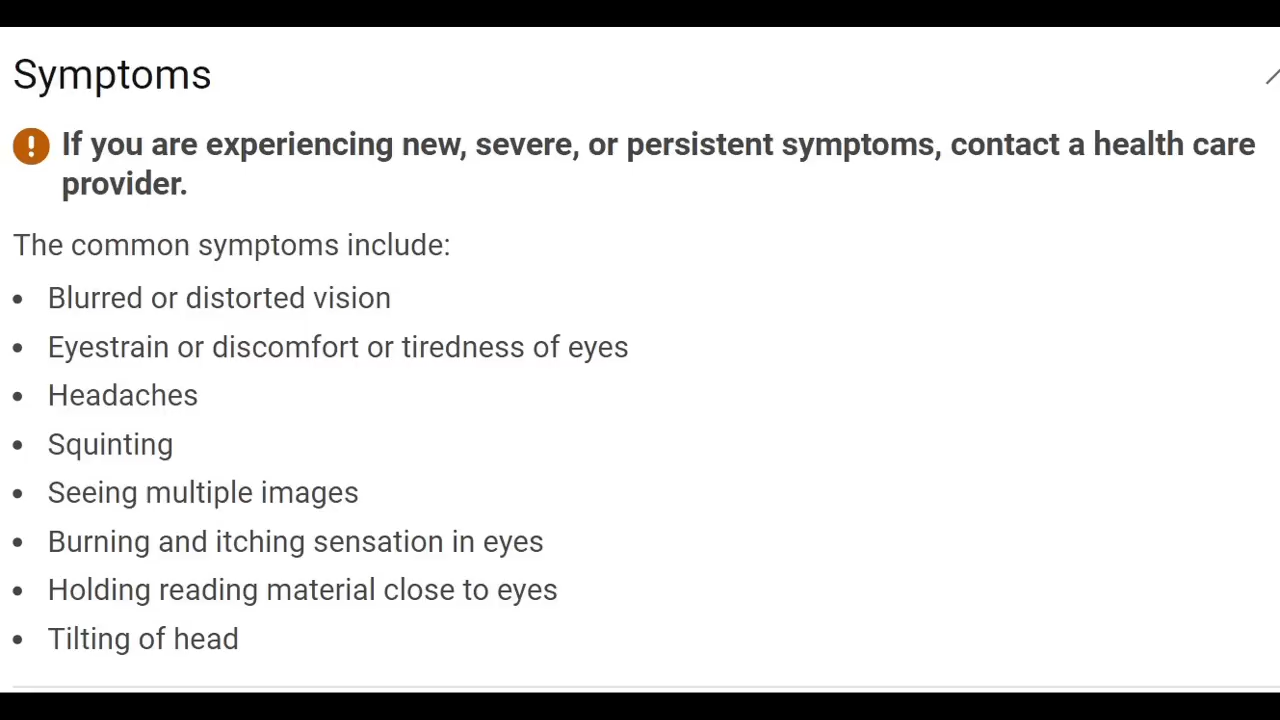 Symptoms
If you are experiencing new, severe, or persistent symptoms, contact a health care
provider.
The common symptoms include:
• Blurred or distorted vision
• Eyestrain or discomfort or tiredness of eyes
• Headaches
• Squinting
• Seeing multiple images
• Burning and itching sensation in eyes
• Holding reading material close to eyes
• Tilting of head